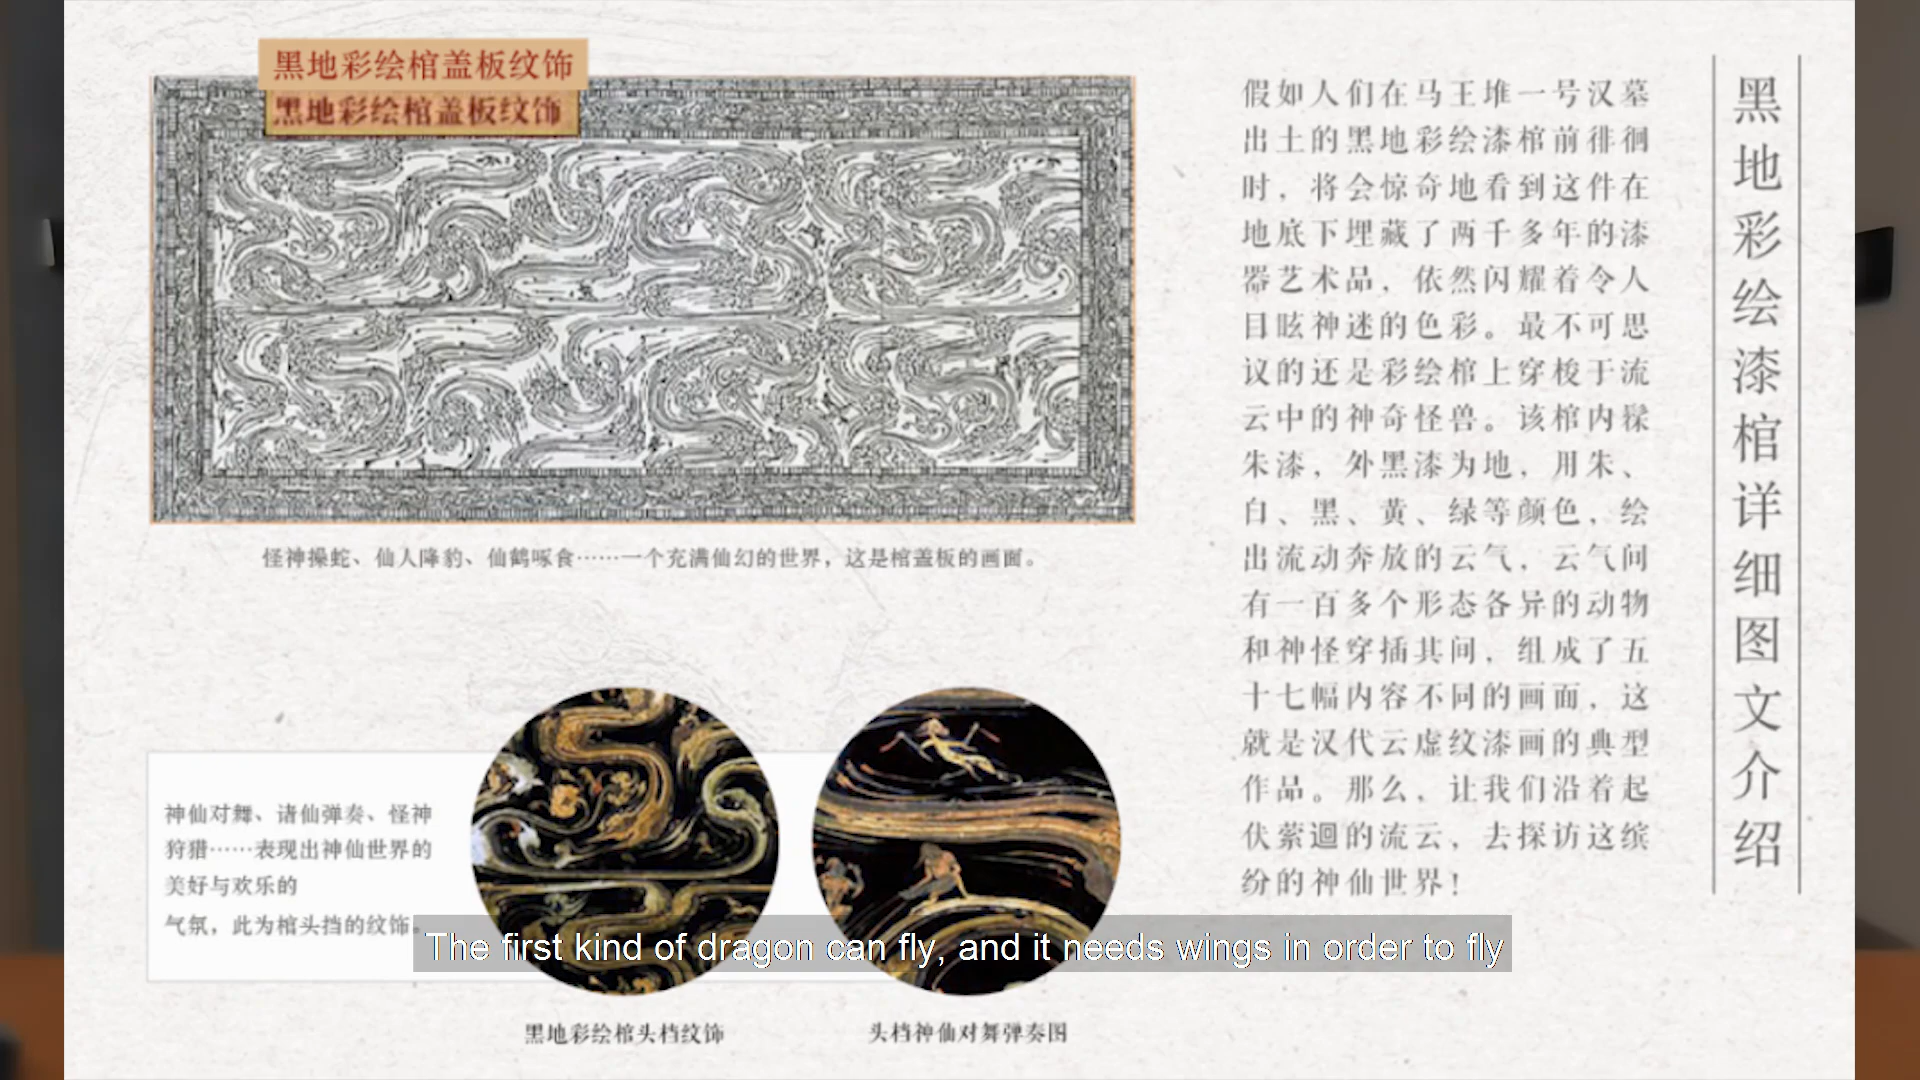 黑地彩绘棺盖板纹饰
黑地彩绘棺盖板纹饰
怪神操蛇、仙人降豹、仙鹤啄食……一个充满仙幻的世界，这是棺盖板的画面。
神仙对舞、诸仙弹奏、怪神
狩猎……表现出神仙世界的
美好与欢乐的
气氛，此为棺头挡的纹饰。
黑地彩绘棺头档纹饰
头档神仙对舞弹奏图
假如人们在马王堆一号汉墓
出土的黑地彩绘漆棺前徘徊
时，将会惊奇地看到这件在
地底下埋藏了两千多年的漆
器艺术品，依然闪耀着令人
目眩神迷的色彩。最不可思
议的还是彩绘棺上穿梭于流
云中的神奇怪兽。该棺内髹
朱漆，外黑漆为地，用朱、
白、黑、黄、绿等颜色，绘
出流动奔放的云气，云气间
有一百多个形态各异的动物
和神怪穿插其间，组成了五
十七幅内容不同的画面，这
就是汉代云虚纹漆画的典型
作品。那么，让我们沿着起
伏萦迴的流云，去探访这缤
纷的神仙世界！
黑地彩绘漆棺详细图文介绍
The first kind of dragon can fly, and it needs wings in order to fly